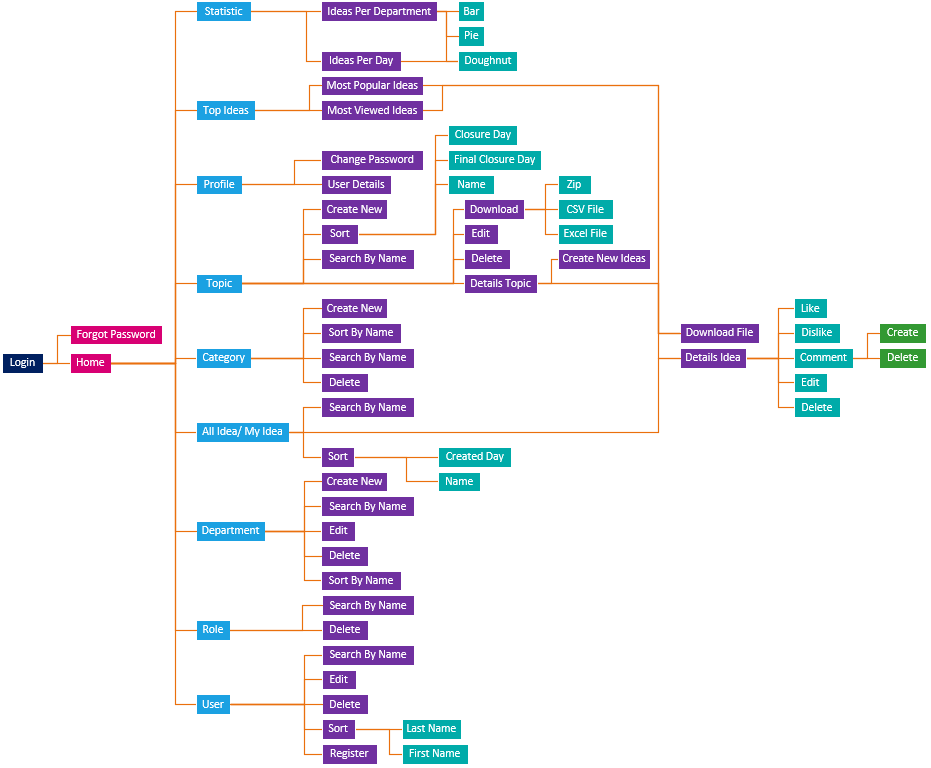 Statistic
Ideas Per Department
Bar
Pie
Ideas Per Day
Doughnut
Most Popular Ideas
Top Ideas
Most Viewed Ideas
Closure Day
Change Password
Final Closure Day
Profile
User Details
Name
Zip
Create New
Download
CSV File
Sort
Edit
Excel File
Search By Name
Delete
Create New Ideas
Topic
Details Topic
Create New
Like
Forgot Password
Sort By Name
Download File
Dislike
Create
Login
Home
Category
Search By Name
Details Idea
Comment
Delete
Delete
Edit
Search By Name
Delete
All Idea/ My Idea
Sort
Created Day
Create New
Name
Search By Name
Department
Edit
Delete
Sort By Name
Search By Name
Role
Delete
Search By Name
Edit
User
Delete
Sort
Last Name
Register
First Name